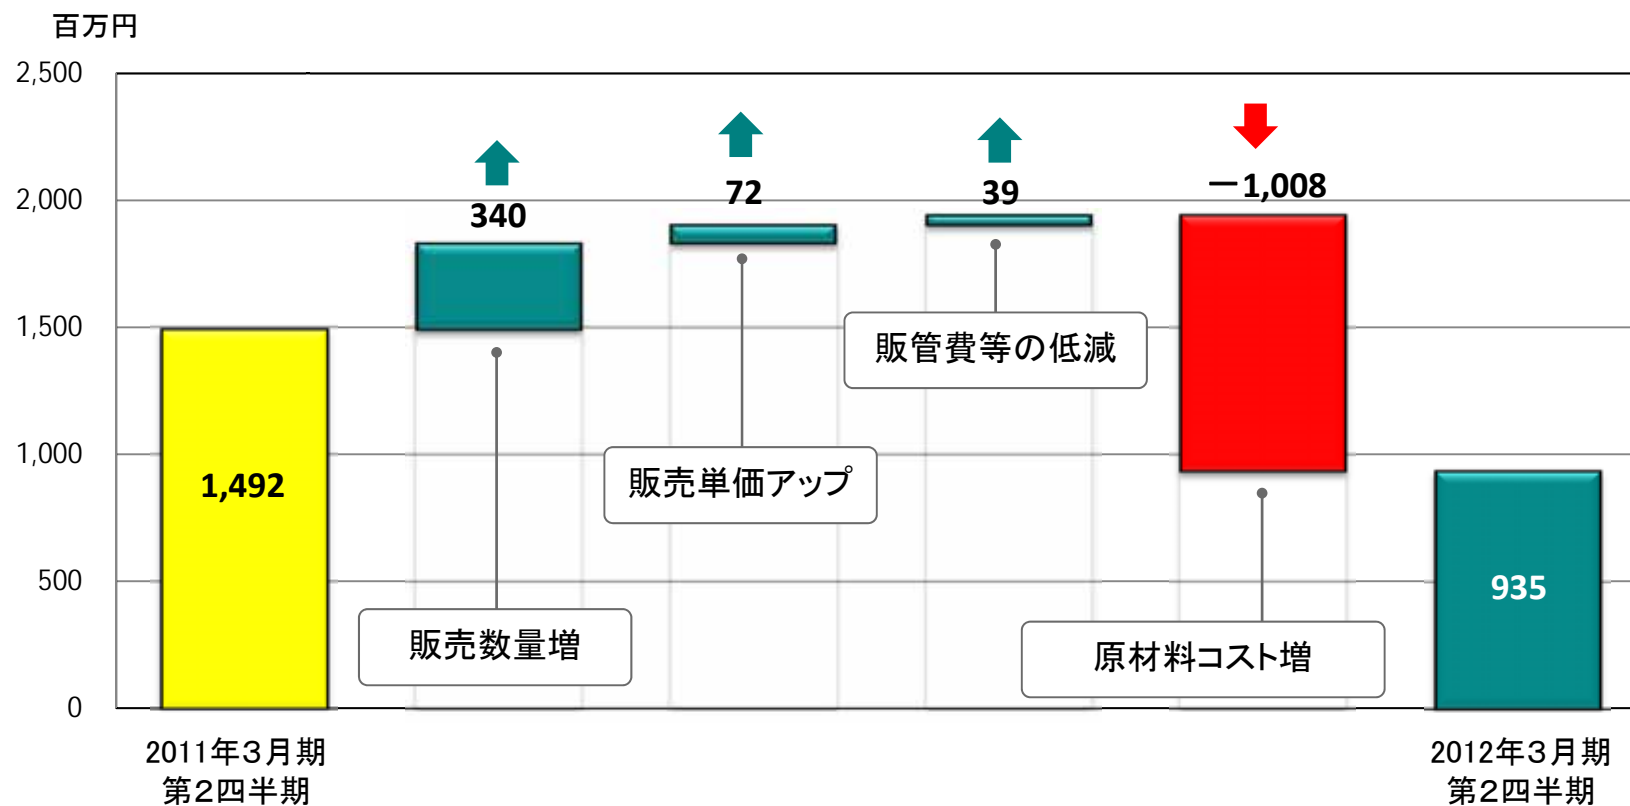 百万円
2,500
2,000
1,500
1,000
500
0
1,492
340
72
39
－1,008
935
販売数量増
販売単価アップ
販管費等の低減
原材料コスト増
2011年３月期
第２四半期
2012年３月期
第２四半期